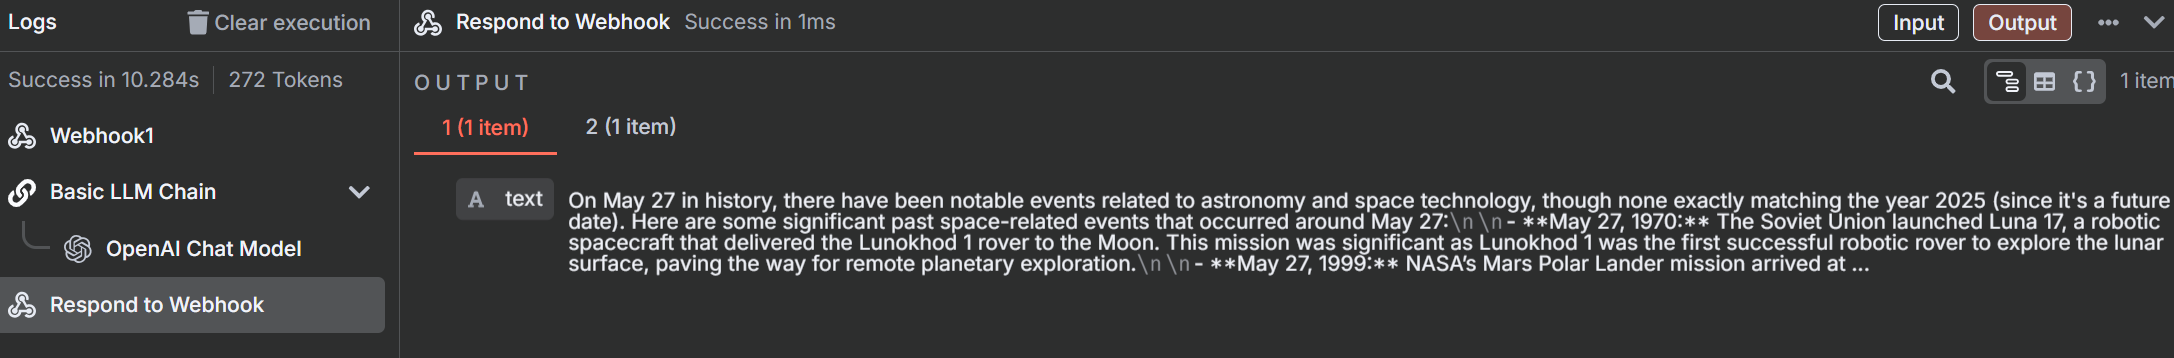 Logs
Clear execution
Success in 10.284s
272 Tokens
Webhook1
Basic LLM Chain
OpenAI Chat Model
Respond to Webhook
Respond to Webhook Success in 1ms
Input
Output
OUTPUT
1 item
1 (1 item)
2 (1 item)
A text
On May 27 in history, there have been notable events related to astronomy and space technology, though none exactly matching the year 2025 (since it's a future
date). Here are some significant past space-related events that occurred around May 27:\n\n- **May 27, 1970:** The Soviet Union launched Luna 17, a robotic
spacecraft that delivered the Lunokhod 1 rover to the Moon. This mission was significant as Lunokhod 1 was the first successful robotic rover to explore the lunar
surface, paving the way for remote planetary exploration.\n\n- **May 27, 1999:** NASA’s Mars Polar Lander mission arrived at ...